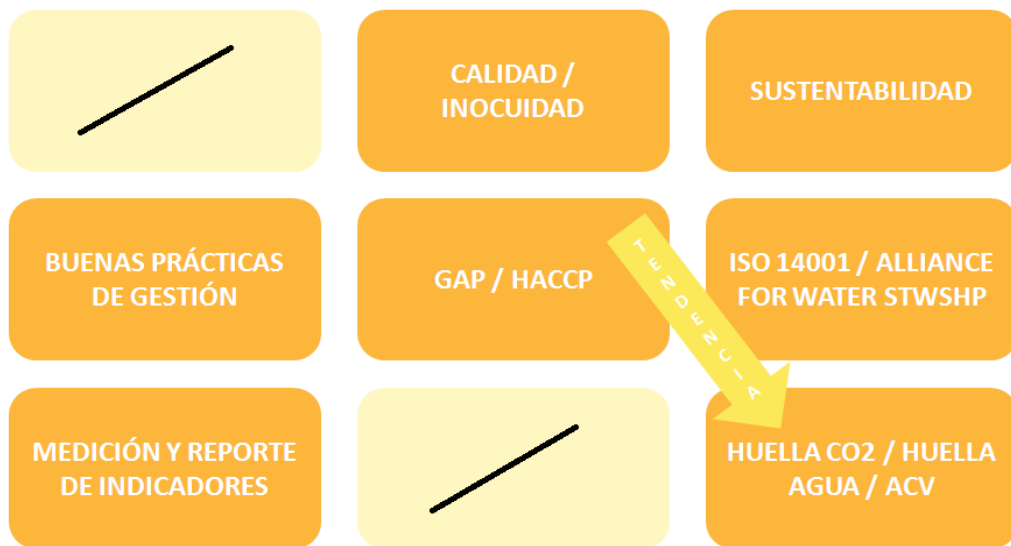 CALIDAD /
INOCUIDAD
SUSTENTABILIDAD
BUENAS PRÁCTICAS
DE GESTIÓN
GAP / HACCP
TENDENCIA
ISO 14001 / ALLIANCE
FOR WATER STWSHP
MEDICIÓN Y REPORTE
DE INDICADORES
HUELLA CO2 / HUELLA
AGUA / ACV